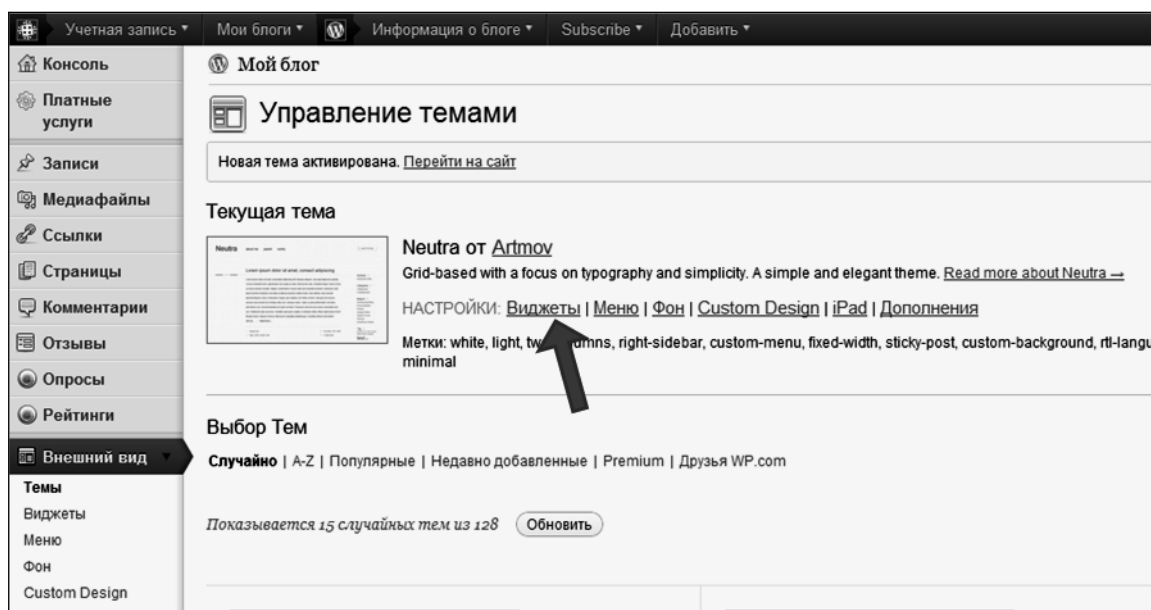 Учетная запись Мои блоги Информация о блоге Subscribe Добавить
Консоль
Платные
услуги
Записи
Медиафайлы
Ссылки
Страницы
Комментарии
Отзывы
Опросы
Рейтинги
Внешний вид
Темы
Виджеты
Меню
Фон
Custom Design
Мой блог
Управление темами
Новая тема активирована. Перейти на сайт
Текущая тема
Neutra
Neutra от Artmov
Grid-based with a focus on typography and simplicity. A simple and elegant theme. Read more about Neutra →
НАСТРОЙКИ: Виджеты | Меню | Фон | Custom Design | iPad | Дополнения
Метки: white, light, right-sidebar, custom-menu, fixed-width, sticky-post, custom-background, rtl-langu
minimal
Выбор Тем
Случайно | A-Z | Популярные | Недавно добавленные | Premium | Друзья WP.com
Показывается 15 случайных тем из 128 Обновить